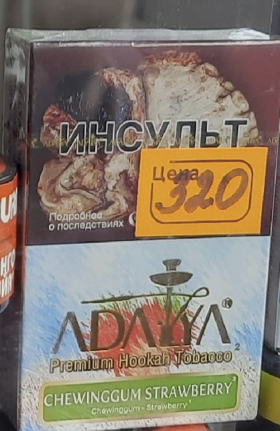 ИНСУЛЬТ
Цена
320
Подробнее
о последствиях
ADALYA®
Premium Hookah Tobacco
CHEWINGGUM STRAWBERRY
Chewinggum - Strawberry